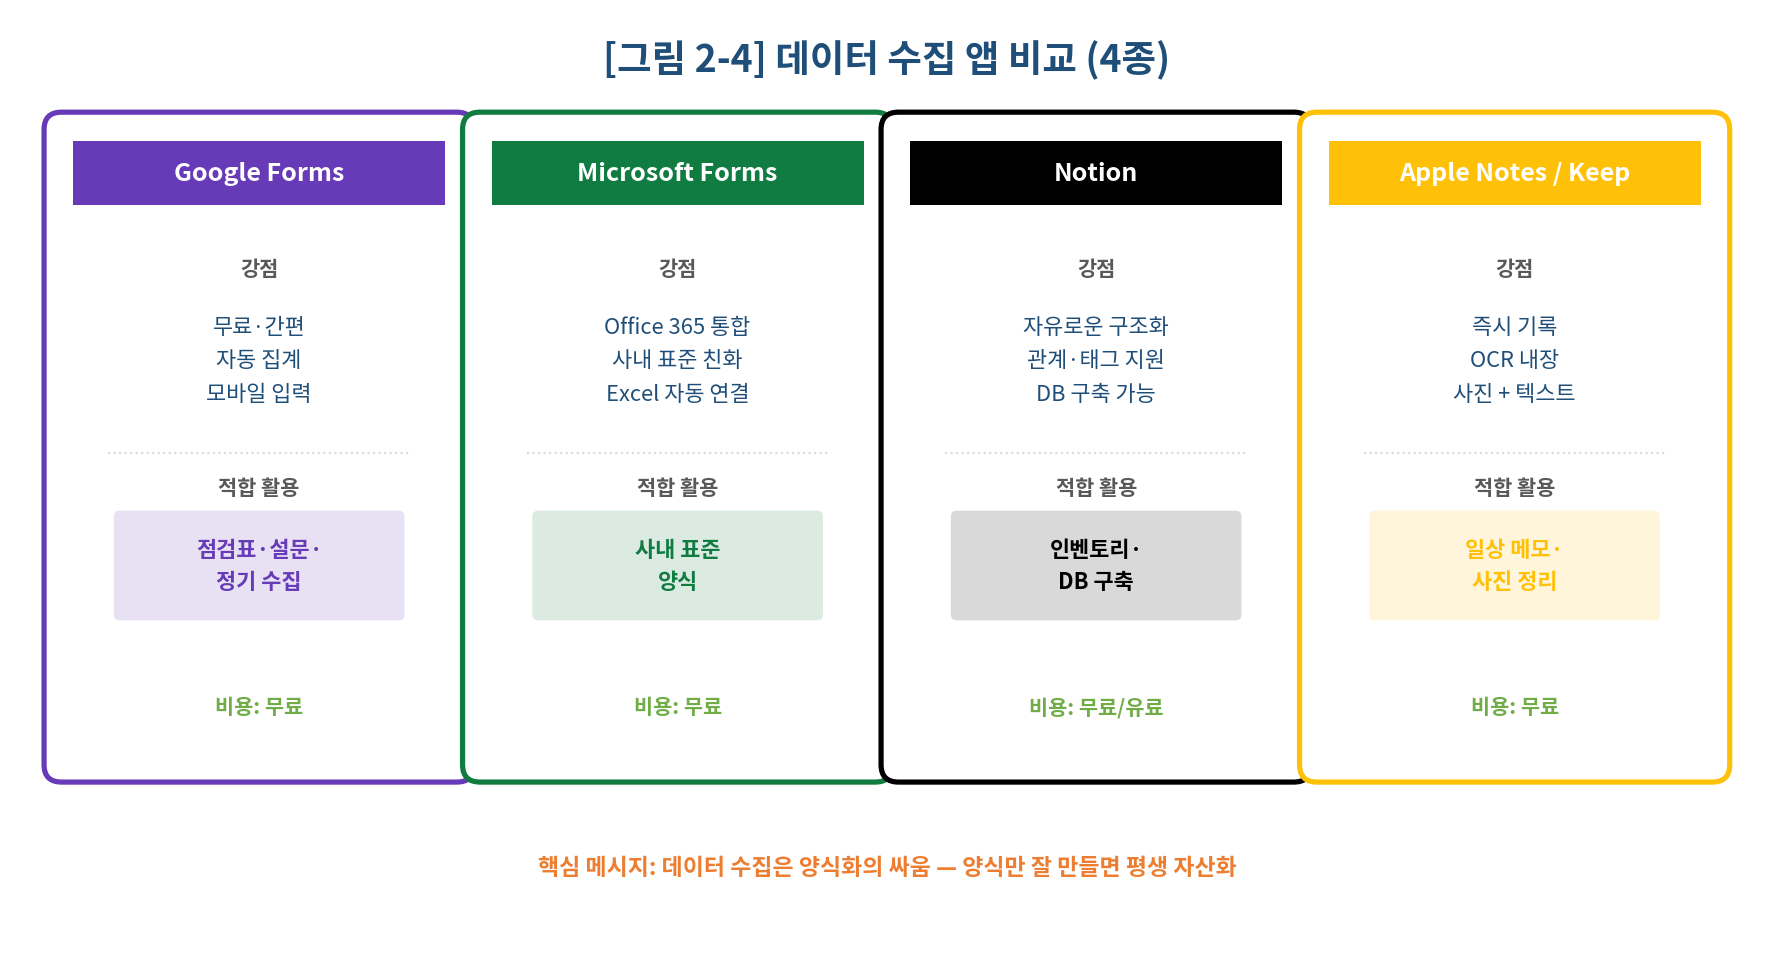 [그림 2-4] 데이터 수집 앱 비교 (4종)
Google Forms
강점
무료·간편
자동 집계
모바일 입력
적합 활용
점검표·설문·
정기 수집
비용: 무료
Microsoft Forms
강점
Office 365 통합
사내 표준 친화
Excel 자동 연결
적합 활용
사내 표준
양식
비용: 무료
Notion
강점
자유로운 구조화
관계·태그 지원
DB 구축 가능
적합 활용
인벤토리·
DB 구축
비용: 무료/유료
Apple Notes / Keep
강점
즉시 기록
OCR 내장
사진 + 텍스트
적합 활용
일상 메모·
사진 정리
비용: 무료
핵심 메시지: 데이터 수집은 양식화의 싸움 — 양식만 잘 만들면 평생 자산화